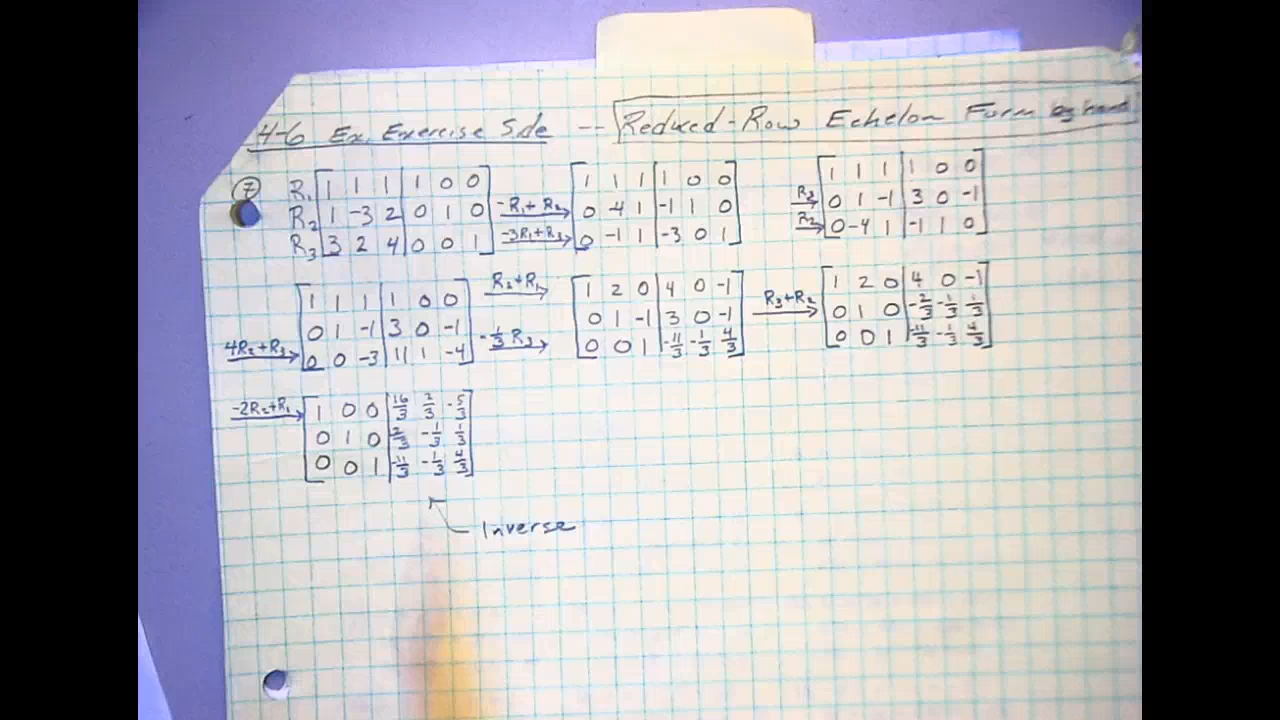 4-6 Ex. Exercise Side -- Reduced-Row Echelon Form by hand
7
R1 [1 1 1 | 1 0 0]
R2 [1 -3 2 | 0 1 0]
R3 [3 2 4 | 0 0 1]
-R1+R2
-3R1+R3
[1 1 1 | 1 0 0]
[0 -4 1 | -1 1 0]
[0 -1 1 | -3 0 1]
R3
R2
[1 1 1 | 1 0 0]
[0 1 -1 | 3 0 -1]
[0 -4 1 | -1 1 0]
4R2+R3
[1 1 1 | 1 0 0]
[0 1 -1 | 3 0 -1]
[0 0 -3 | 11 1 -4]
R2+R1
-1/3 R3
[1 2 0 | 4 0 -1]
[0 1 -1 | 3 0 -1]
[0 0 1 | -11/3 -1/3 4/3]
R3+R2
[1 2 0 | 4 0 -1]
[0 1 0 | -2/3 -1/3 1/3]
[0 0 1 | -11/3 -1/3 4/3]
-2R2+R1
[1 0 0 | 16/3 2/3 -5/3]
[0 1 0 | -2/3 -1/3 1/3]
[0 0 1 | -11/3 -1/3 4/3]
Inverse